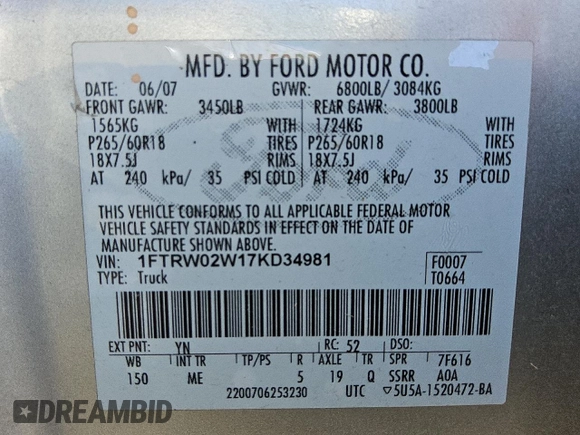 MFD. BY FORD MOTOR CO.
DATE: 06/07 GVWR: 6800LB/ 3084KG
FRONT GAWR: 3450LB REAR GAWR: 3800LB
1565KG WITH 1724KG WITH
P265/60R18 TIRES P265/60R18 TIRES
18X7.5J RIMS 18X7.5J RIMS
AT 240 kPa/ 35 PSI COLD AT 240 kPa/ 35 PSI COLD
THIS VEHICLE CONFORMS TO ALL APPLICABLE FEDERAL MOTOR
VEHICLE SAFETY STANDARDS IN EFFECT ON THE DATE OF
MANUFACTURE SHOWN ABOVE.
VIN: 1FTRW02W17KD34981 F0007
TYPE: Truck T0664
EXT PNT: YN RC: 52 DSO:
WB INT TR TP/PS R AXLE TR SPR 7F616
150 ME 5 19 Q SSRR A0A
2200706253230 UTC ▽5U5A-1520472-BA
Ford
DREAMBID